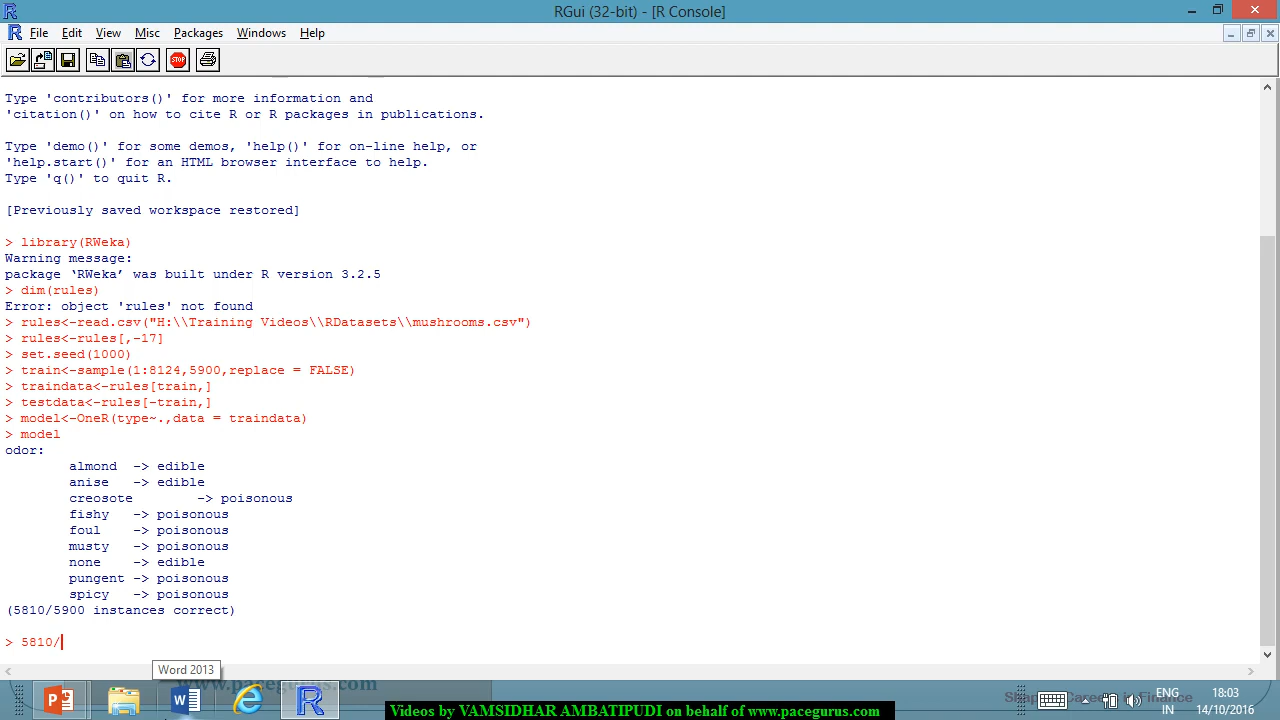 RGui (32-bit) - [R Console]
File Edit View Misc Packages Windows Help
STOP
Type 'contributors()' for more information and
'citation()' on how to cite R or R packages in publications.
Type 'demo()' for some demos, 'help()' for on-line help, or
'help.start()' for an HTML browser interface to help.
Type 'q()' to quit R.
[Previously saved workspace restored]
> library(RWeka)
Warning message:
package ‘RWeka’ was built under R version 3.2.5
> dim(rules)
Error: object 'rules' not found
> rules<-read.csv("H:\\Training Videos\\RDatasets\\mushrooms.csv")
> rules<-rules[,-17]
> set.seed(1000)
> train<-sample(1:8124,5900,replace = FALSE)
> traindata<-rules[train,]
> testdata<-rules[-train,]
> model<-OneR(type~.,data = traindata)
> model
odor:
almond -> edible
anise -> edible
creosote -> poisonous
fishy -> poisonous
foul -> poisonous
musty -> poisonous
none -> edible
pungent -> poisonous
spicy -> poisonous
(5810/5900 instances correct)
> 5810/
Word 2013
www.pacegurus.com
ENG
IN
18:03
14/10/2016
Videos by VAMSIDHAR AMBATIPUDI on behalf of www.pacegurus.com